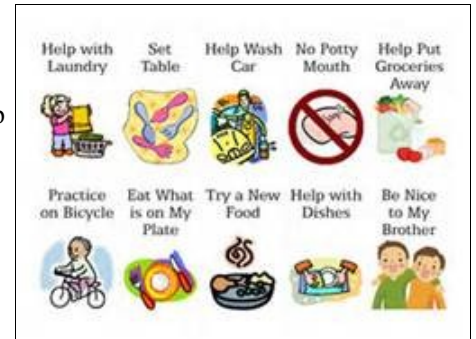 Help with Laundry
Set Table
Help Wash Car
No Potty Mouth
Help Put Groceries Away
Practice on Bicycle
Eat What is on My Plate
Try a New Food
Help with Dishes
Be Nice to My Brother